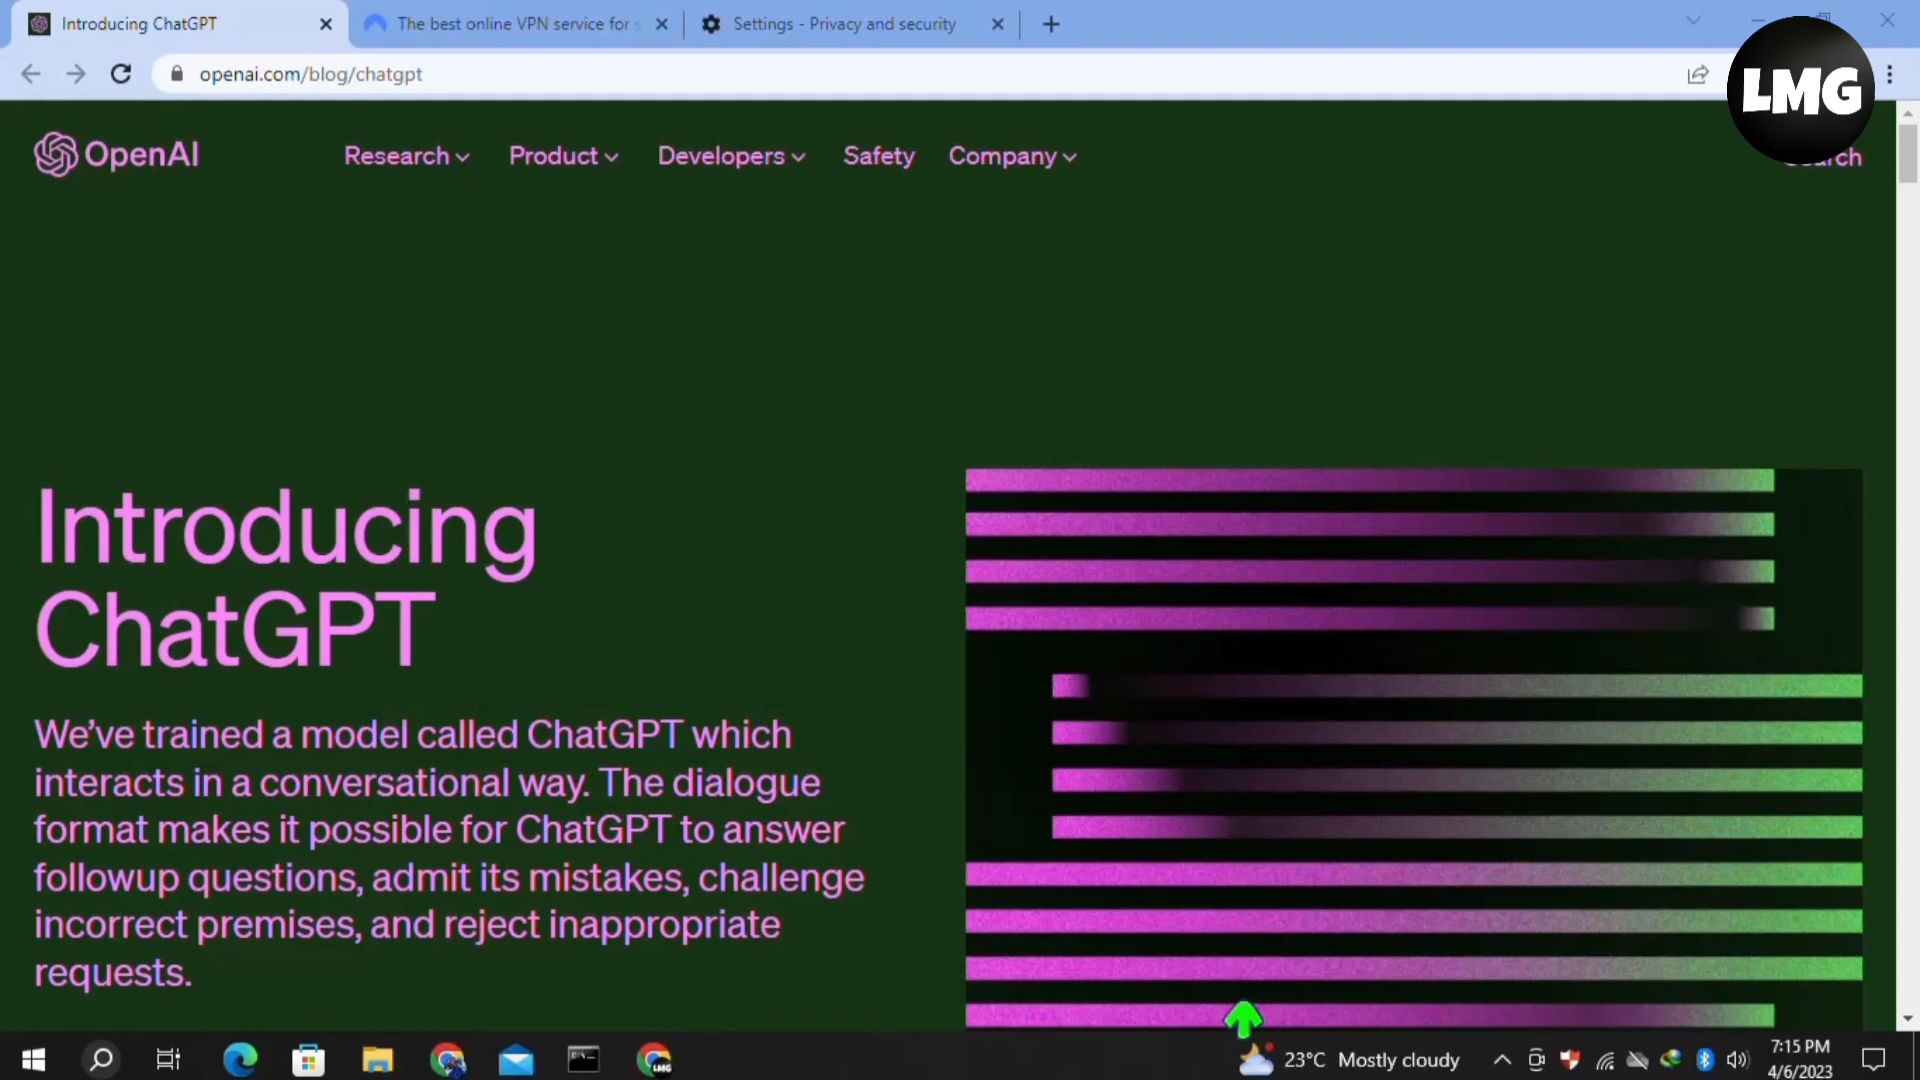 Introducing ChatGPT
The best online VPN service for
Settings - Privacy and security
openai.com/blog/chatgpt
LMG
OpenAI
Research
Product
Developers
Safety
Company
Search
Introducing
ChatGPT
We’ve trained a model called ChatGPT which
interacts in a conversational way. The dialogue
format makes it possible for ChatGPT to answer
followup questions, admit its mistakes, challenge
incorrect premises, and reject inappropriate
requests.
LMG
23°C Mostly cloudy
7:15 PM
4/6/2023